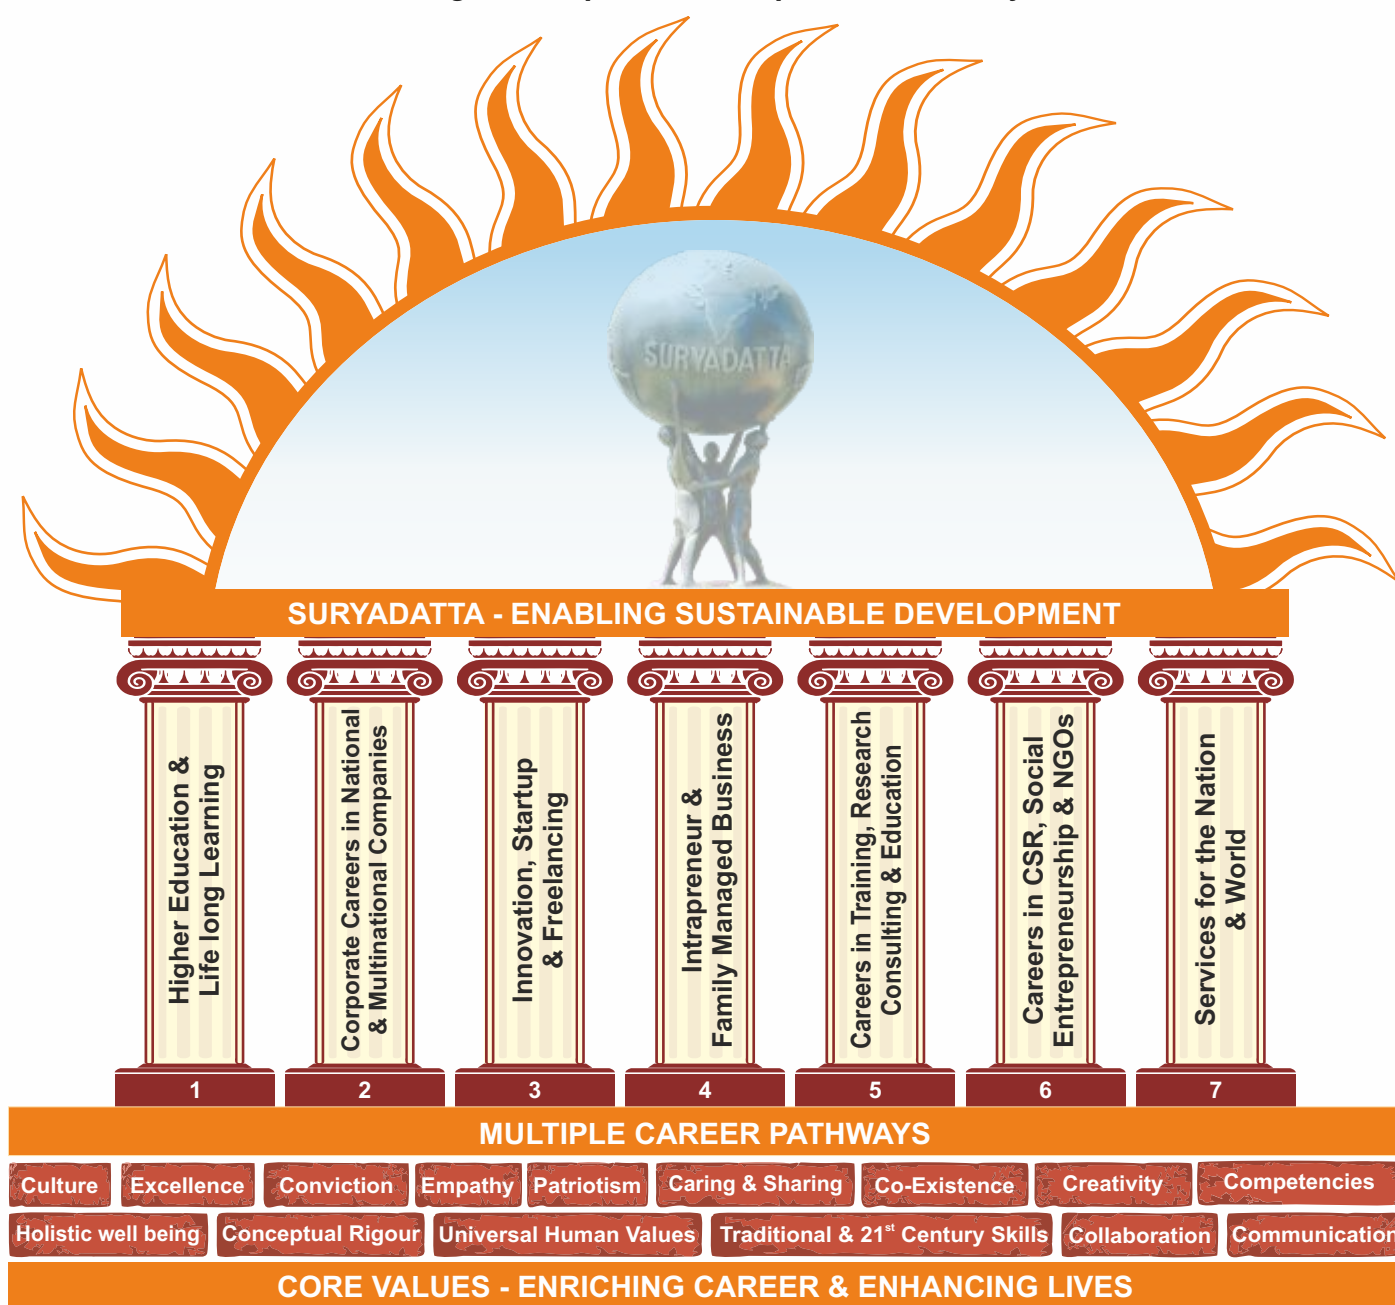 SURYADATTA
SURYADATTA - ENABLING SUSTAINABLE DEVELOPMENT
Higher Education &
Life long Learning
Corporate Careers in National
& Multinational Companies
Innovation, Startup
& Freelancing
Intrapreneur &
Family Managed Business
Careers in Training, Research
Consulting & Education
Careers in CSR, Social
Entrepreneurship & NGOs
Services for the Nation
& World
1 2 3 4 5 6 7
MULTIPLE CAREER PATHWAYS
Culture Excellence Conviction Empathy Patriotism Caring & Sharing Co-Existence Creativity Competencies
Holistic well being Conceptual Rigour Universal Human Values Traditional & 21st Century Skills Collaboration Communication
CORE VALUES - ENRICHING CAREER & ENHANCING LIVES